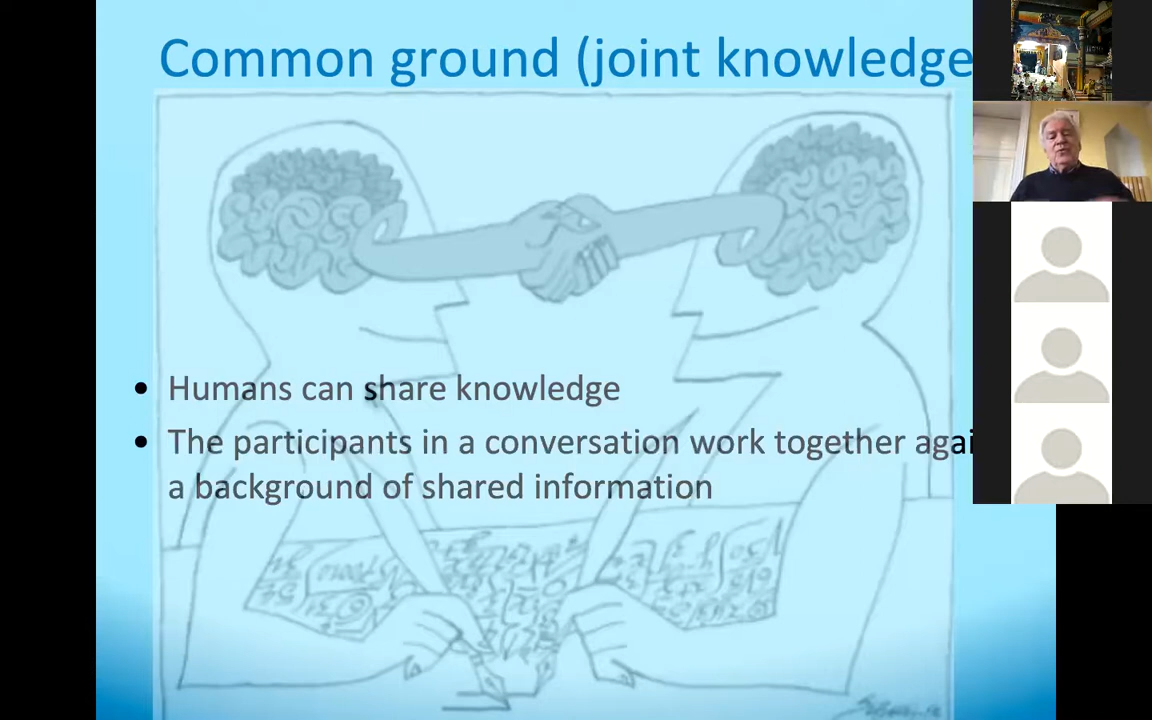 Common ground (joint knowledge
• Humans can share knowledge
• The participants in a conversation work together agai
a background of shared information